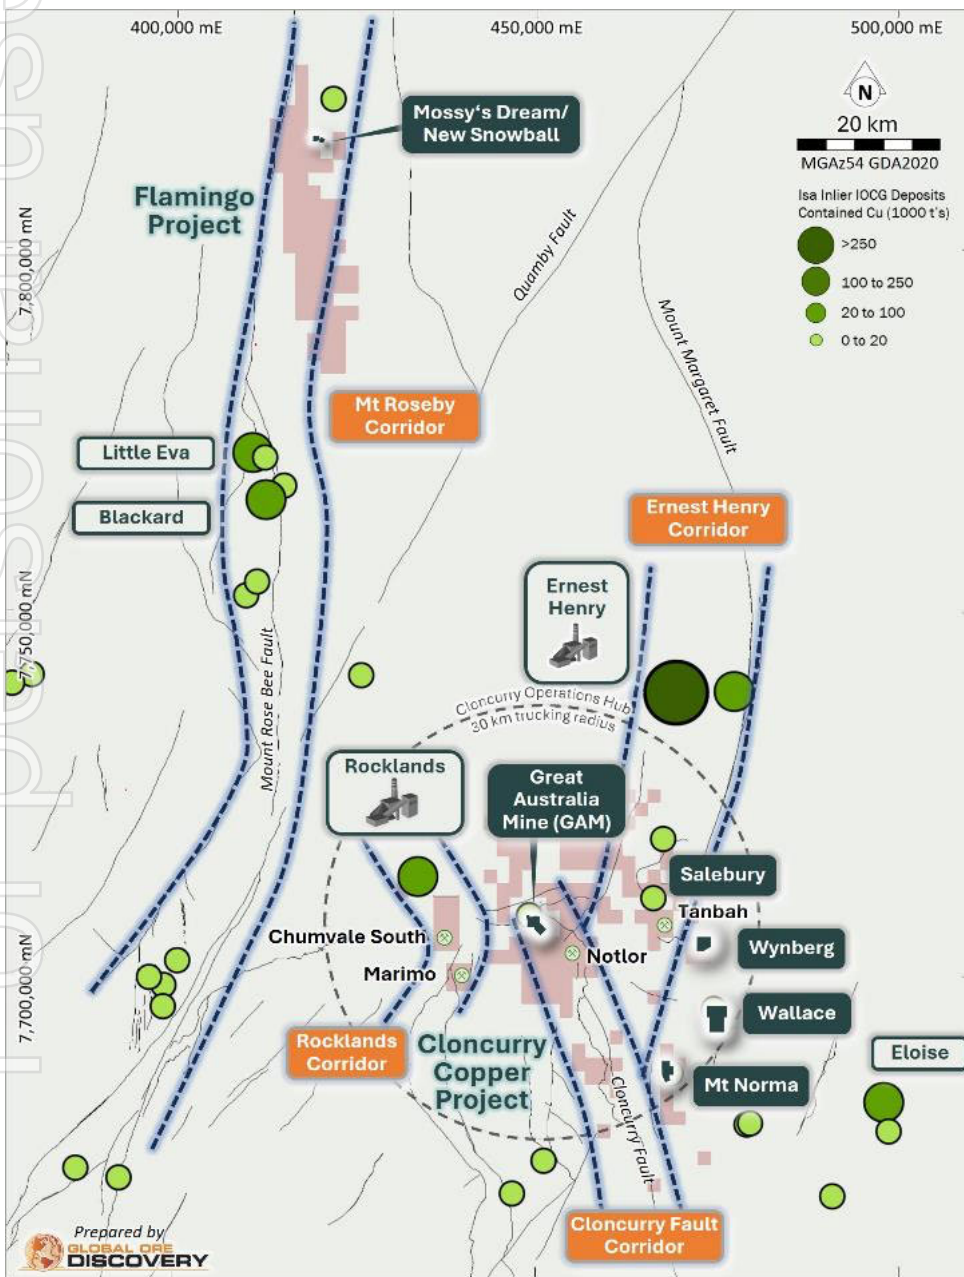 400,000 mE
450,000 mE
500,000 mE
N
20 km
MGAz54 GDA2020
Isa Inlier IOCG Deposits
Contained Cu (1000 t's)
>250
100 to 250
20 to 100
0 to 20
Mossy's Dream/
New Snowball
Flamingo
Project
7,800,000 mN
Quamby Fault
Mount Margaret Fault
Mt Roseby
Corridor
Little Eva
Blackard
Ernest Henry
Corridor
Ernest
Henry
7,750,000 mN
Mount Rose Bee Fault
Cloncurry Operations Hub
30 km trucking radius
Rocklands
Great
Australia
Mine (GAM)
Salebury
Tanbah
Chumvale South
Notlor
Wynberg
Marimo
7,700,000 mN
Wallace
Rocklands
Corridor
Cloncurry
Copper
Project
Eloise
Mt Norma
Cloncurry Fault
Cloncurry Fault
Corridor
Prepared by
GLOBAL ORE
DISCOVERY